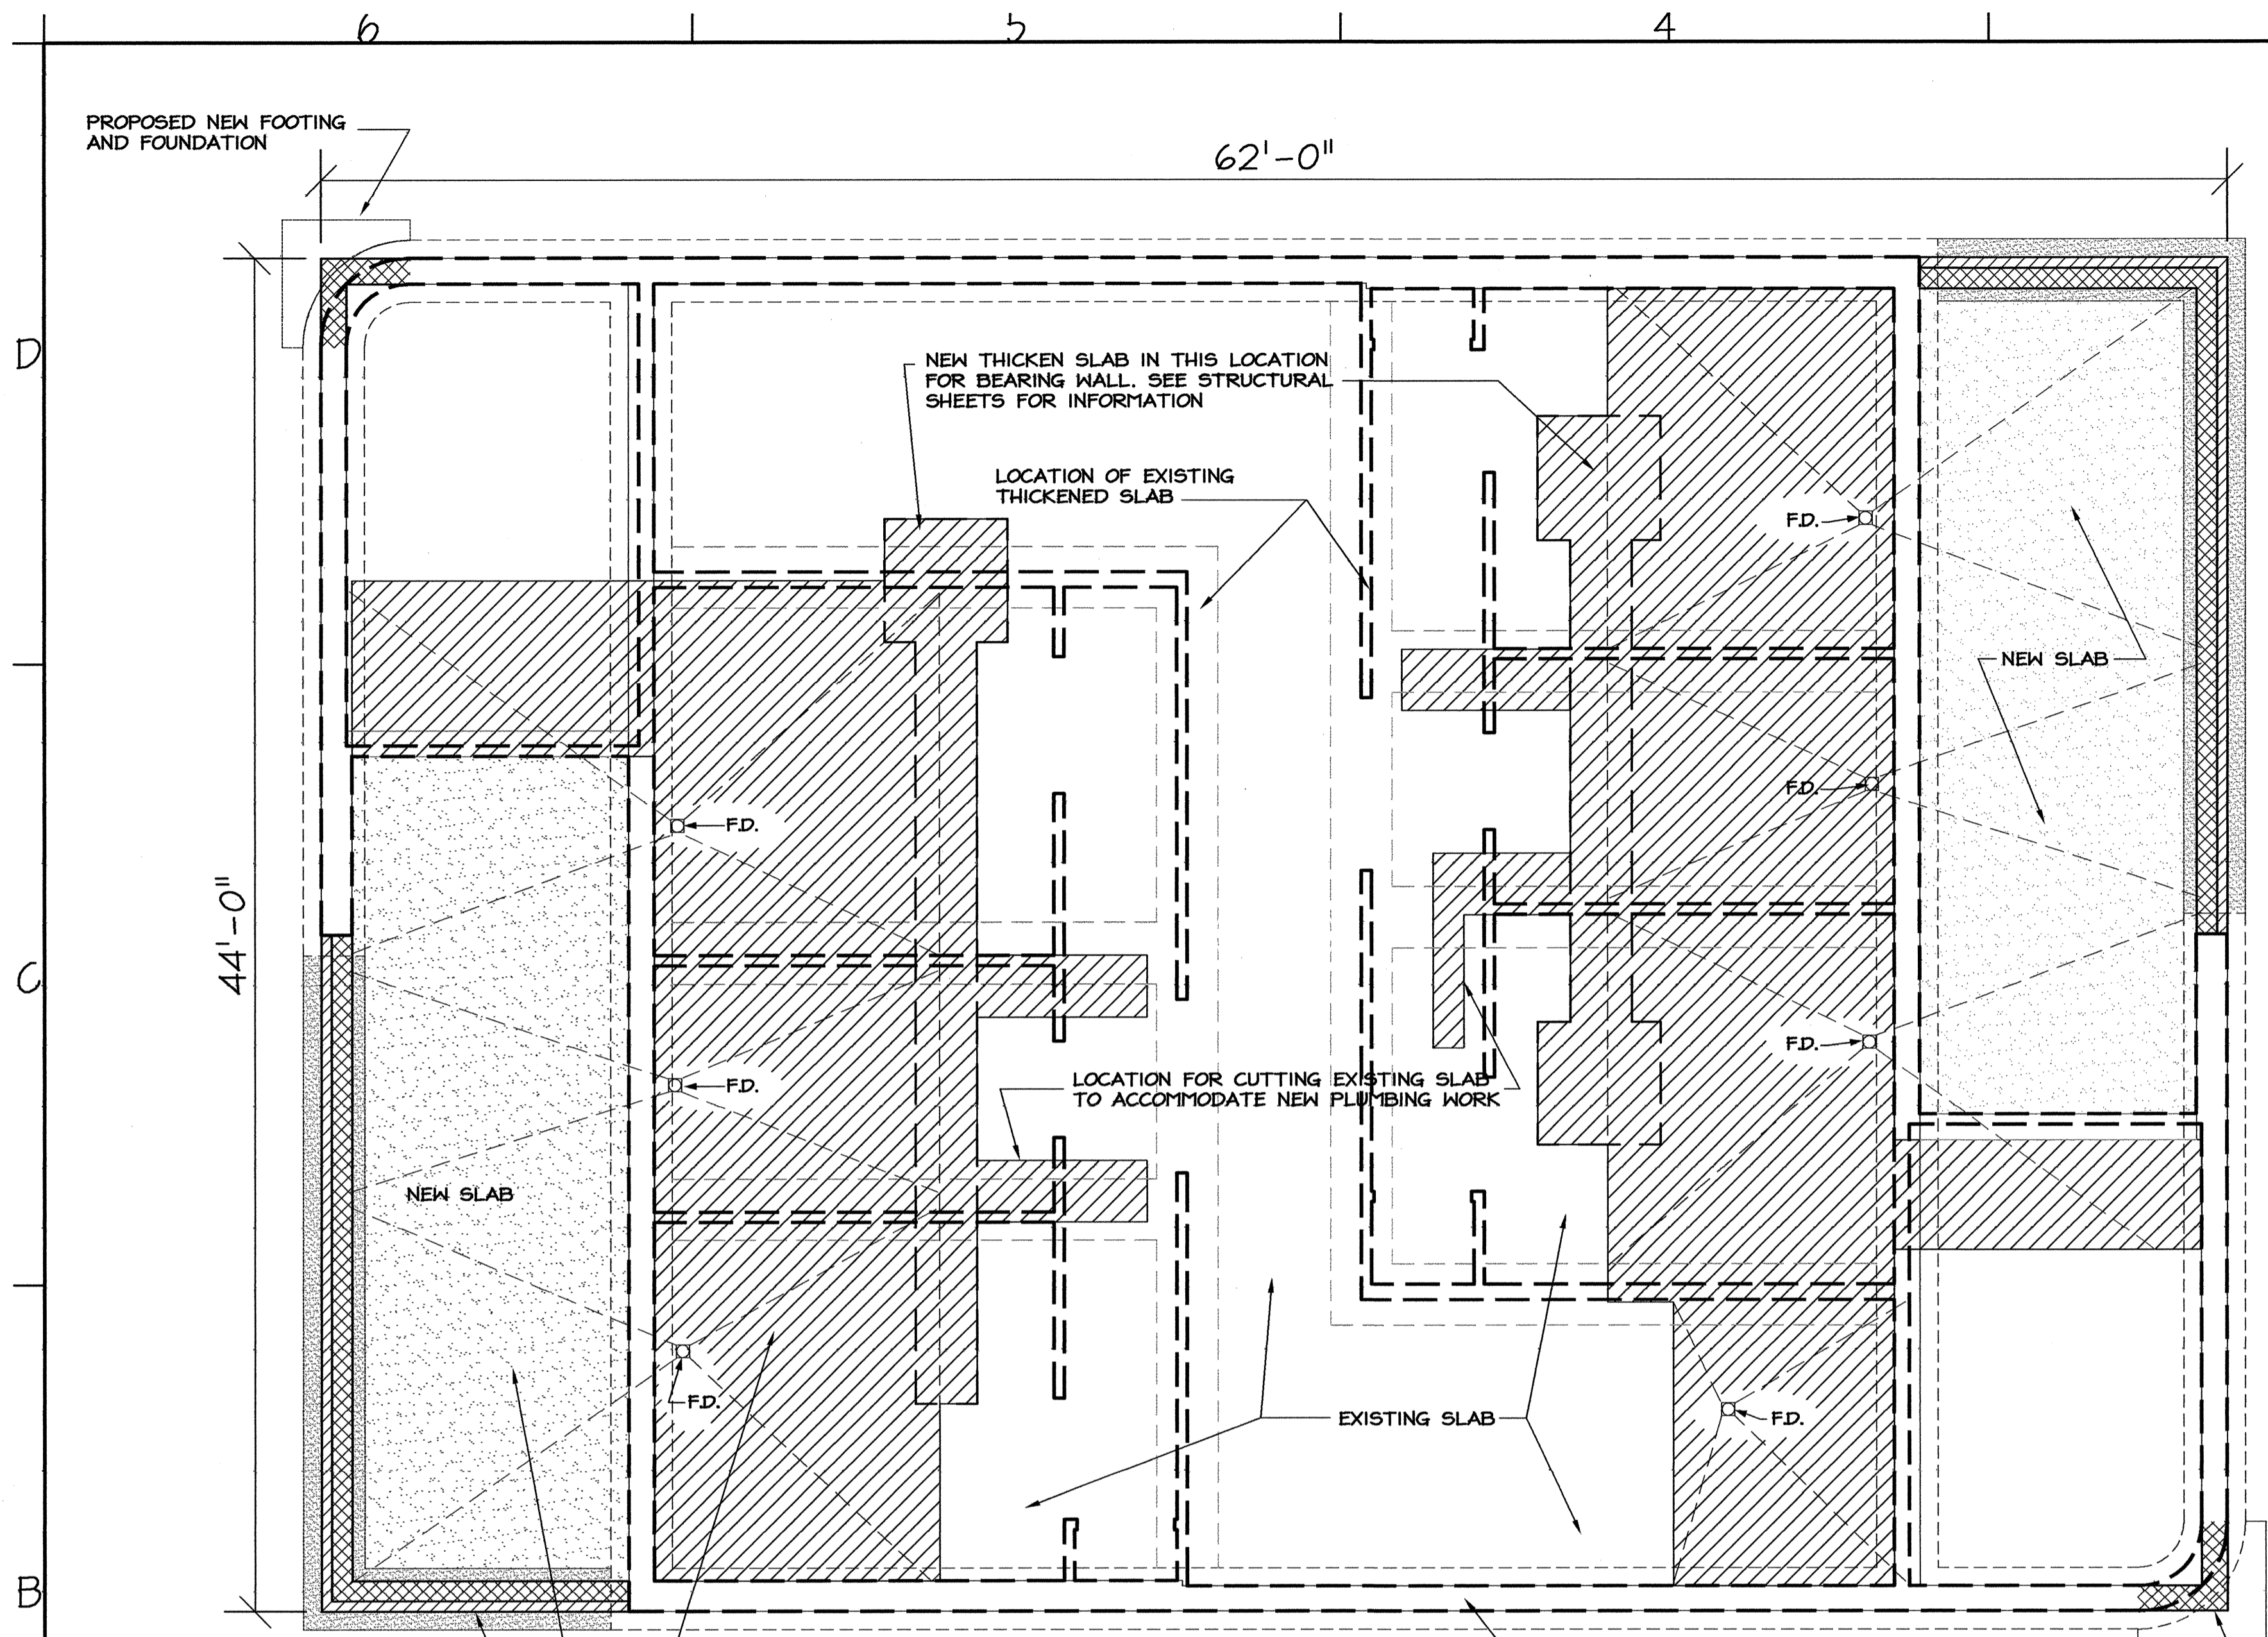 6 5 4
PROPOSED NEW FOOTING
AND FOUNDATION
62'-0"
D
NEW THICKEN SLAB IN THIS LOCATION
FOR BEARING WALL. SEE STRUCTURAL
SHEETS FOR INFORMATION
LOCATION OF EXISTING
THICKENED SLAB
F.D.
NEW SLAB
F.D.
F.D.
44'-0"
C
F.D.
F.D.
LOCATION FOR CUTTING EXISTING SLAB
TO ACCOMMODATE NEW PLUMBING WORK
NEW SLAB
F.D.
EXISTING SLAB
F.D.
B